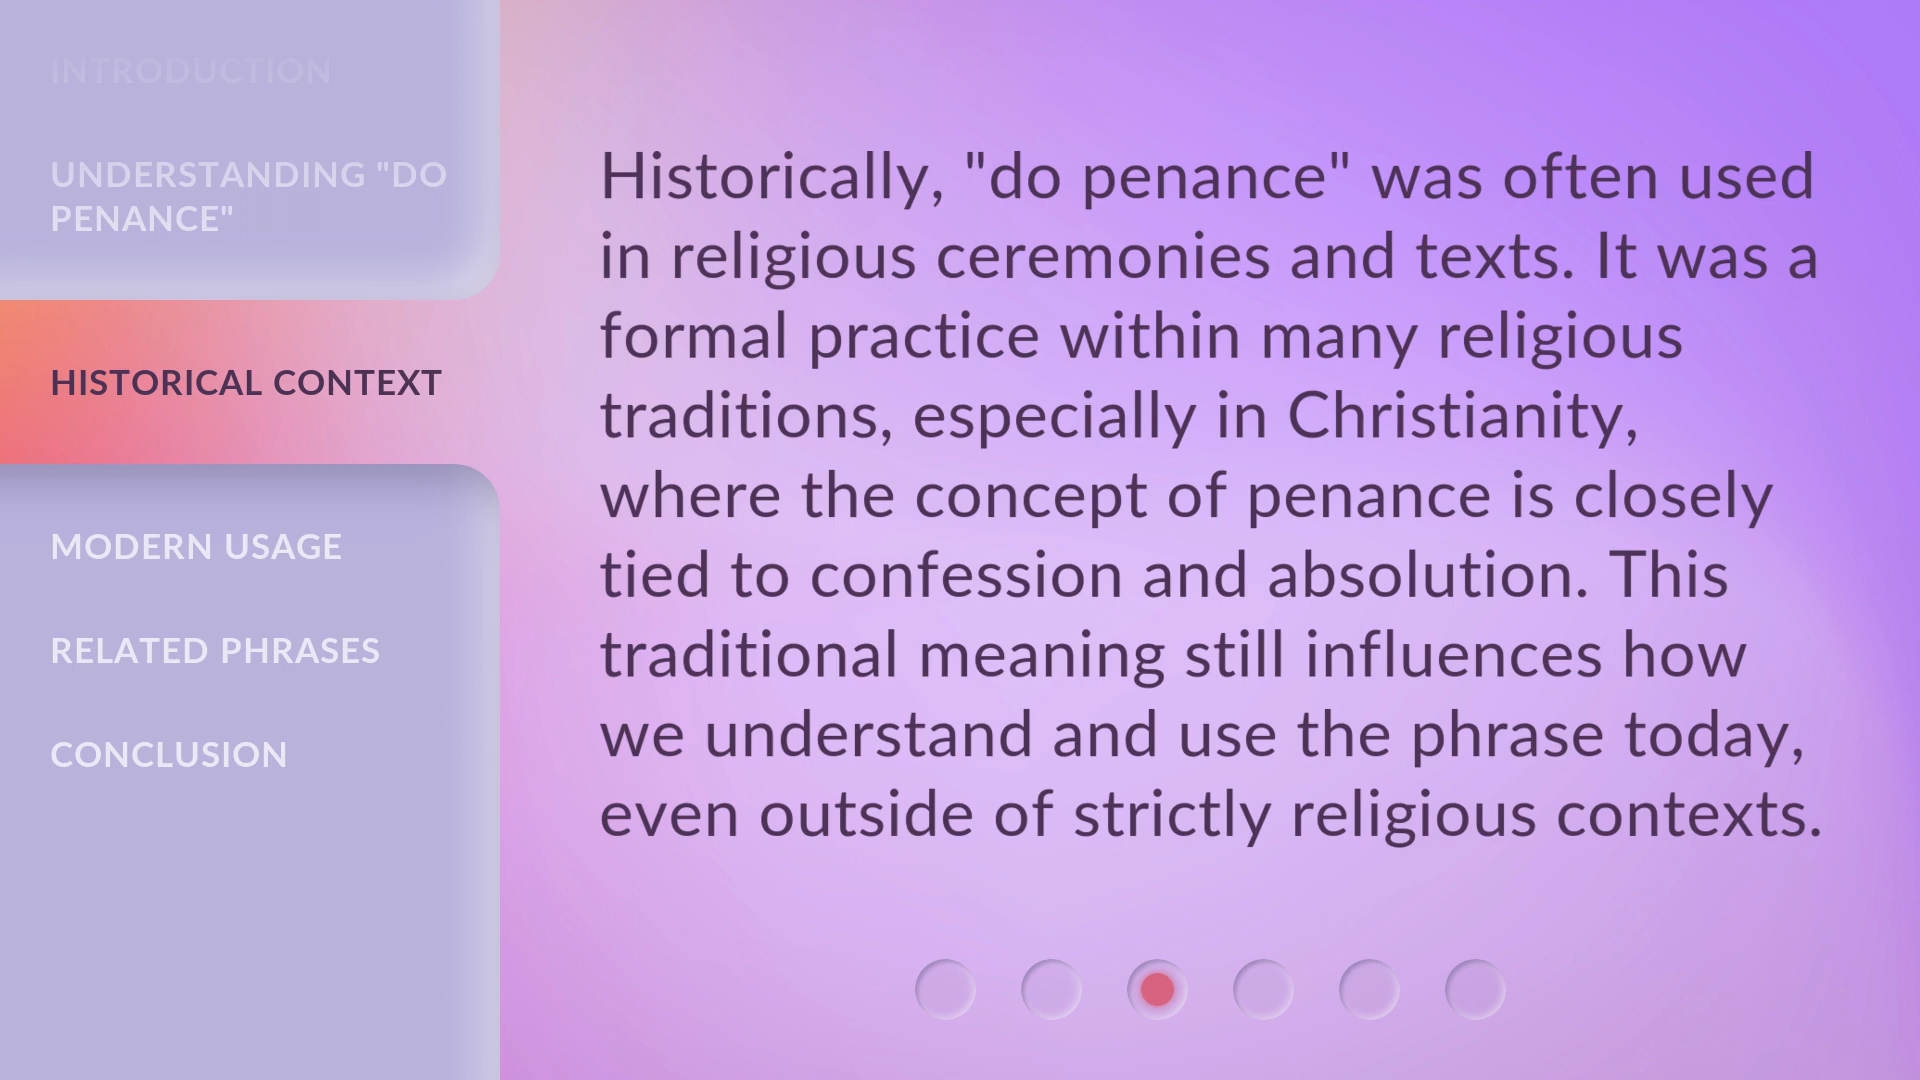 INTRODUCTION
UNDERSTANDING "DO
PENANCE"
HISTORICAL CONTEXT
MODERN USAGE
RELATED PHRASES
CONCLUSION
Historically, "do penance" was often used
in religious ceremonies and texts. It was a
formal practice within many religious
traditions, especially in Christianity,
where the concept of penance is closely
tied to confession and absolution. This
traditional meaning still influences how
we understand and use the phrase today,
even outside of strictly religious contexts.